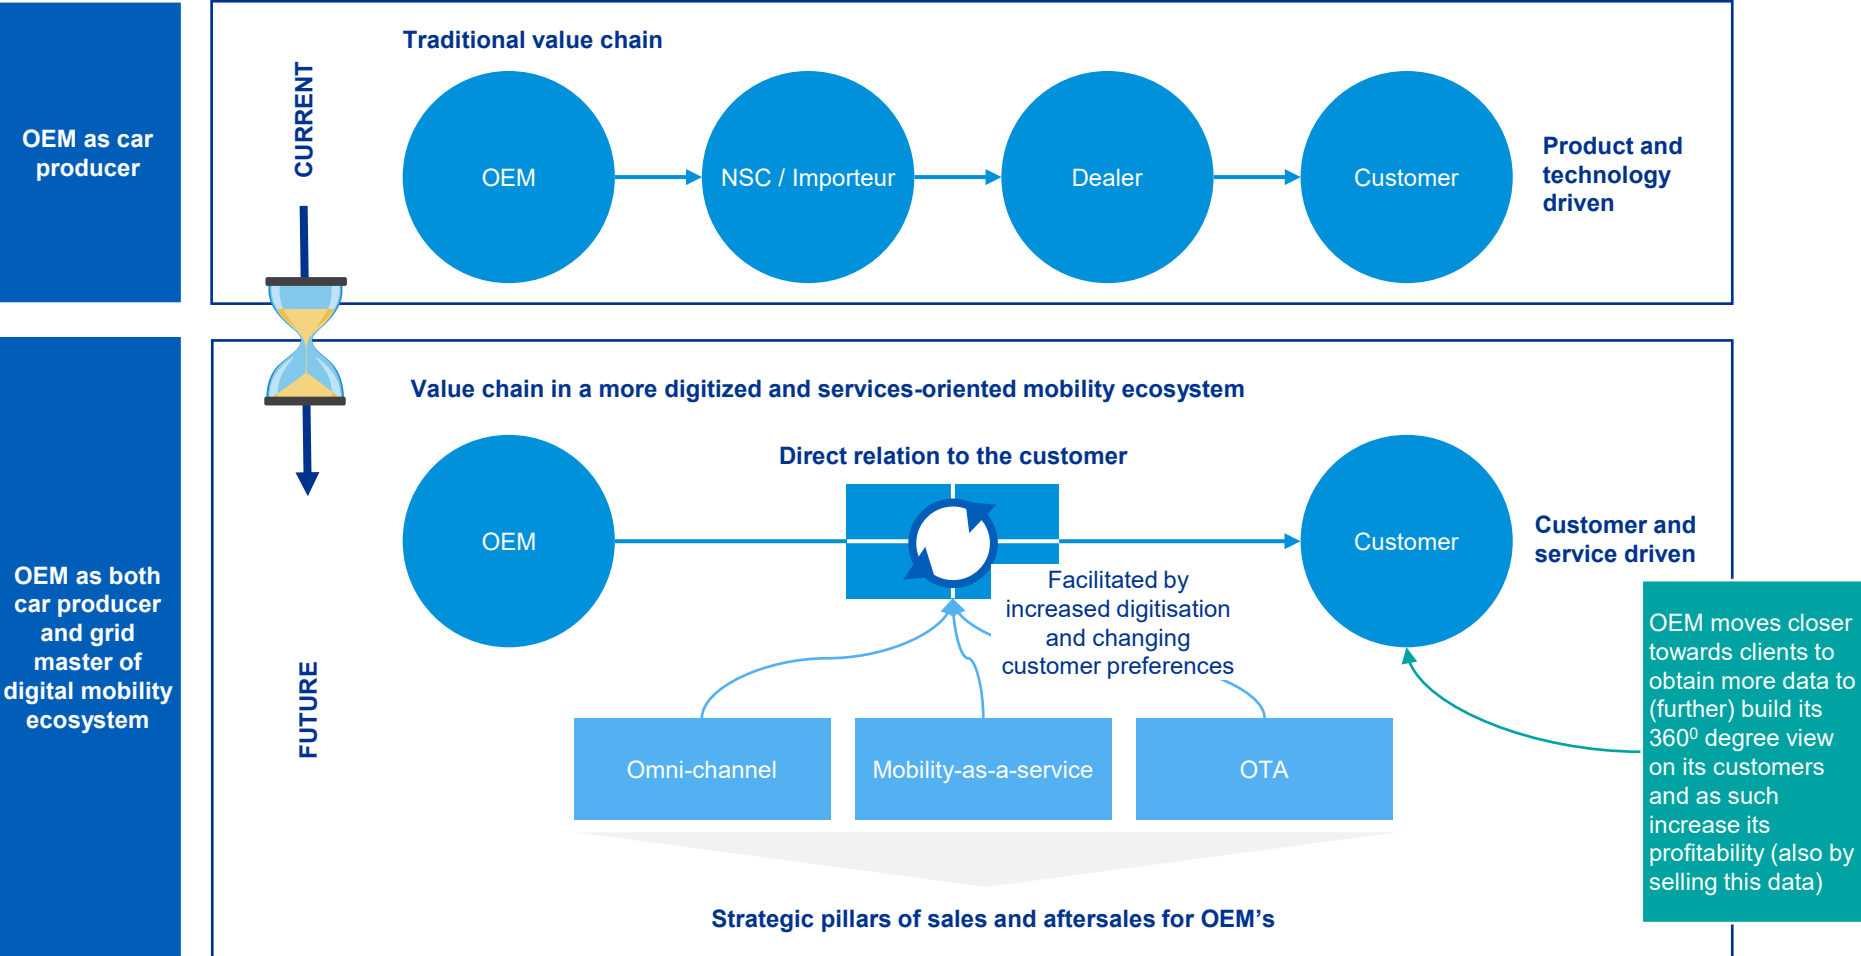 OEM as car
producer
CURRENT
Traditional value chain
OEM
NSC / Importeur
Dealer
Customer
Product and
technology
driven
OEM as both
car producer
and grid
master of
digital mobility
ecosystem
FUTURE
Value chain in a more digitized and services-oriented mobility ecosystem
Direct relation to the customer
OEM
Customer
Customer and
service driven
Facilitated by
increased digitisation
and changing
customer preferences
Omni-channel
Mobility-as-a-service
OTA
Strategic pillars of sales and aftersales for OEM’s
OEM moves closer
towards clients to
obtain more data to
(further) build its
360⁰ degree view
on its customers
and as such
increase its
profitability (also by
selling this data)